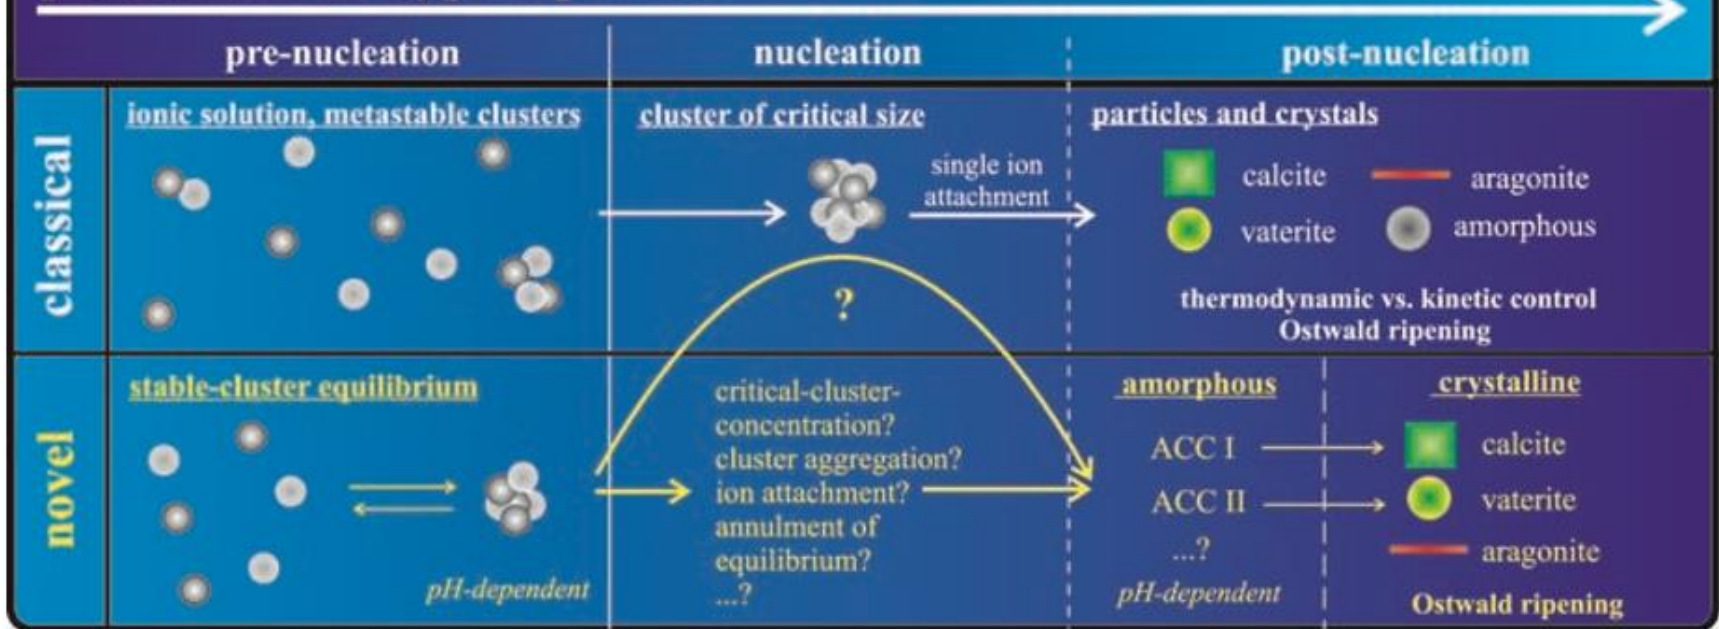 pre-nucleation
nucleation
post-nucleation
classical
ionic solution, metastable clusters
cluster of critical size
single ion
attachment
particles and crystals
calcite
aragonite
vaterite
amorphous
thermodynamic vs. kinetic control
Ostwald ripening
?
novel
stable-cluster equilibrium
pH-dependent
critical-cluster-
concentration?
cluster aggregation?
ion attachment?
annulment of
equilibrium?
...?
amorphous
ACC I
ACC II
...?
pH-dependent
crystalline
calcite
vaterite
aragonite
Ostwald ripening